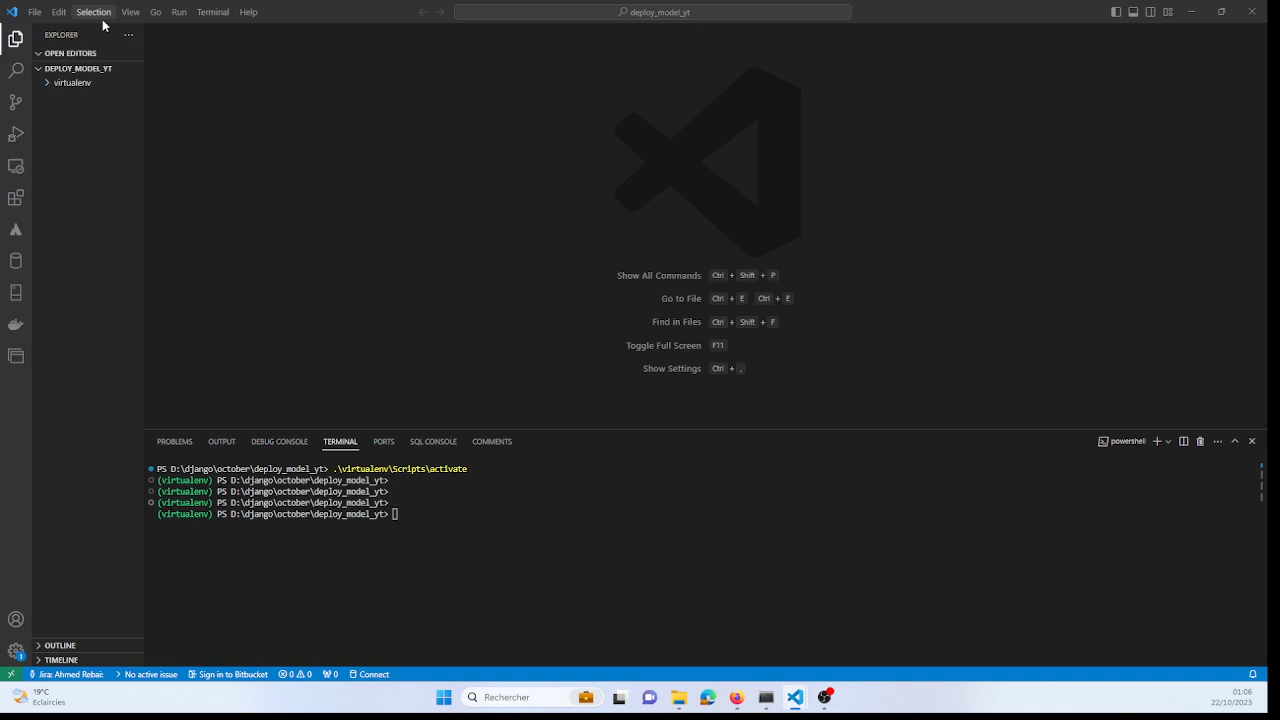 File Edit Selection View Go Run Terminal Help
deploy_model_yt
EXPLORER
OPEN EDITORS
DEPLOY_MODEL_YT
virtualenv
Show All Commands Ctrl + Shift + P
Go to File Ctrl + E Ctrl + E
Find in Files Ctrl + Shift + F
Toggle Full Screen F11
Show Settings Ctrl + ,
PROBLEMS OUTPUT DEBUG CONSOLE TERMINAL PORTS SQL CONSOLE COMMENTS
powershell
PS D:\django\october\deploy_model_yt> .\virtualenv\Scripts\activate
(virtualenv) PS D:\django\october\deploy_model_yt>
(virtualenv) PS D:\django\october\deploy_model_yt>
(virtualenv) PS D:\django\october\deploy_model_yt>
(virtualenv) PS D:\django\october\deploy_model_yt>
OUTLINE
TIMELINE
1
Jira: Ahmed Rebai: No active issue Sign in to Bitbucket 0 0 0 Connect
19°C
Eclaircies
Rechercher
01:06
22/10/2023